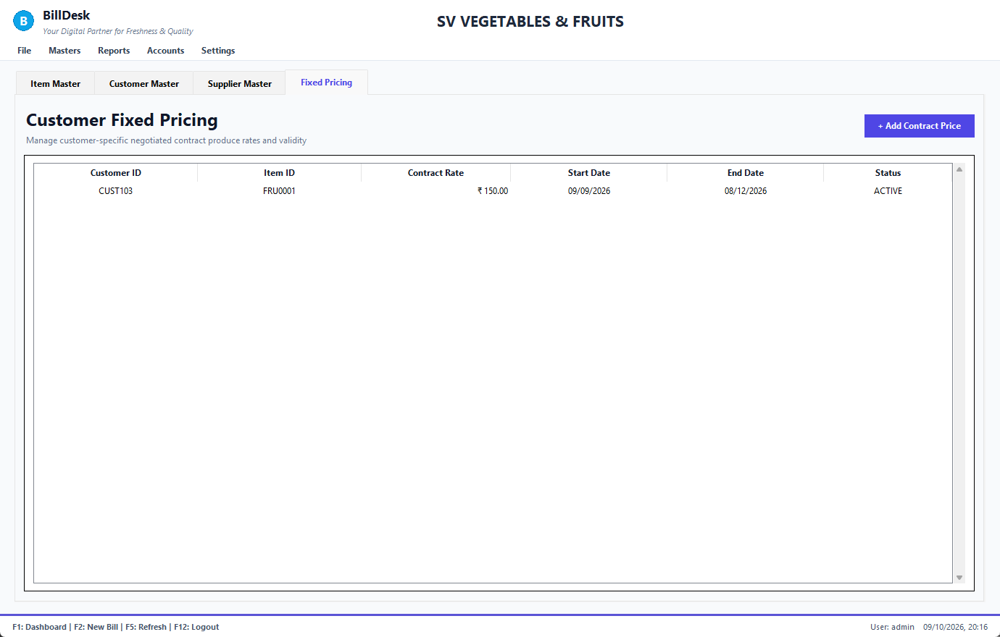 B
BillDesk
Your Digital Partner for Freshness & Quality
SV VEGETABLES & FRUITS
File Masters Reports Accounts Settings
Item Master Customer Master Supplier Master Fixed Pricing
Customer Fixed Pricing
Manage customer-specific negotiated contract produce rates and validity
+ Add Contract Price
Customer ID Item ID Contract Rate Start Date End Date Status
CUST103 FRU0001 ₹ 150.00 09/09/2026 08/12/2026 ACTIVE
F1: Dashboard | F2: New Bill | F5: Refresh | F12: Logout
User: admin 09/10/2026, 20:16